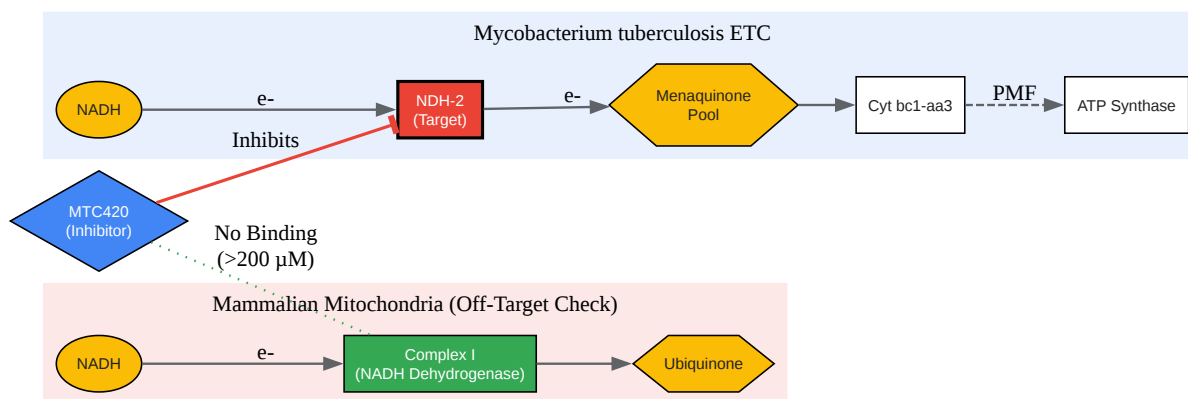 Mycobacterium tuberculosis ETC
NADH
e-
NDH-2
(Target)
e-
Menaquinone
Pool
Cyt bc1-aa3
PMF
ATP Synthase
Inhibits
MTC420
(Inhibitor)
No Binding
(>200 µM)
Mammalian Mitochondria (Off-Target Check)
NADH
e-
Complex I
(NADH Dehydrogenase)
Ubiquinone